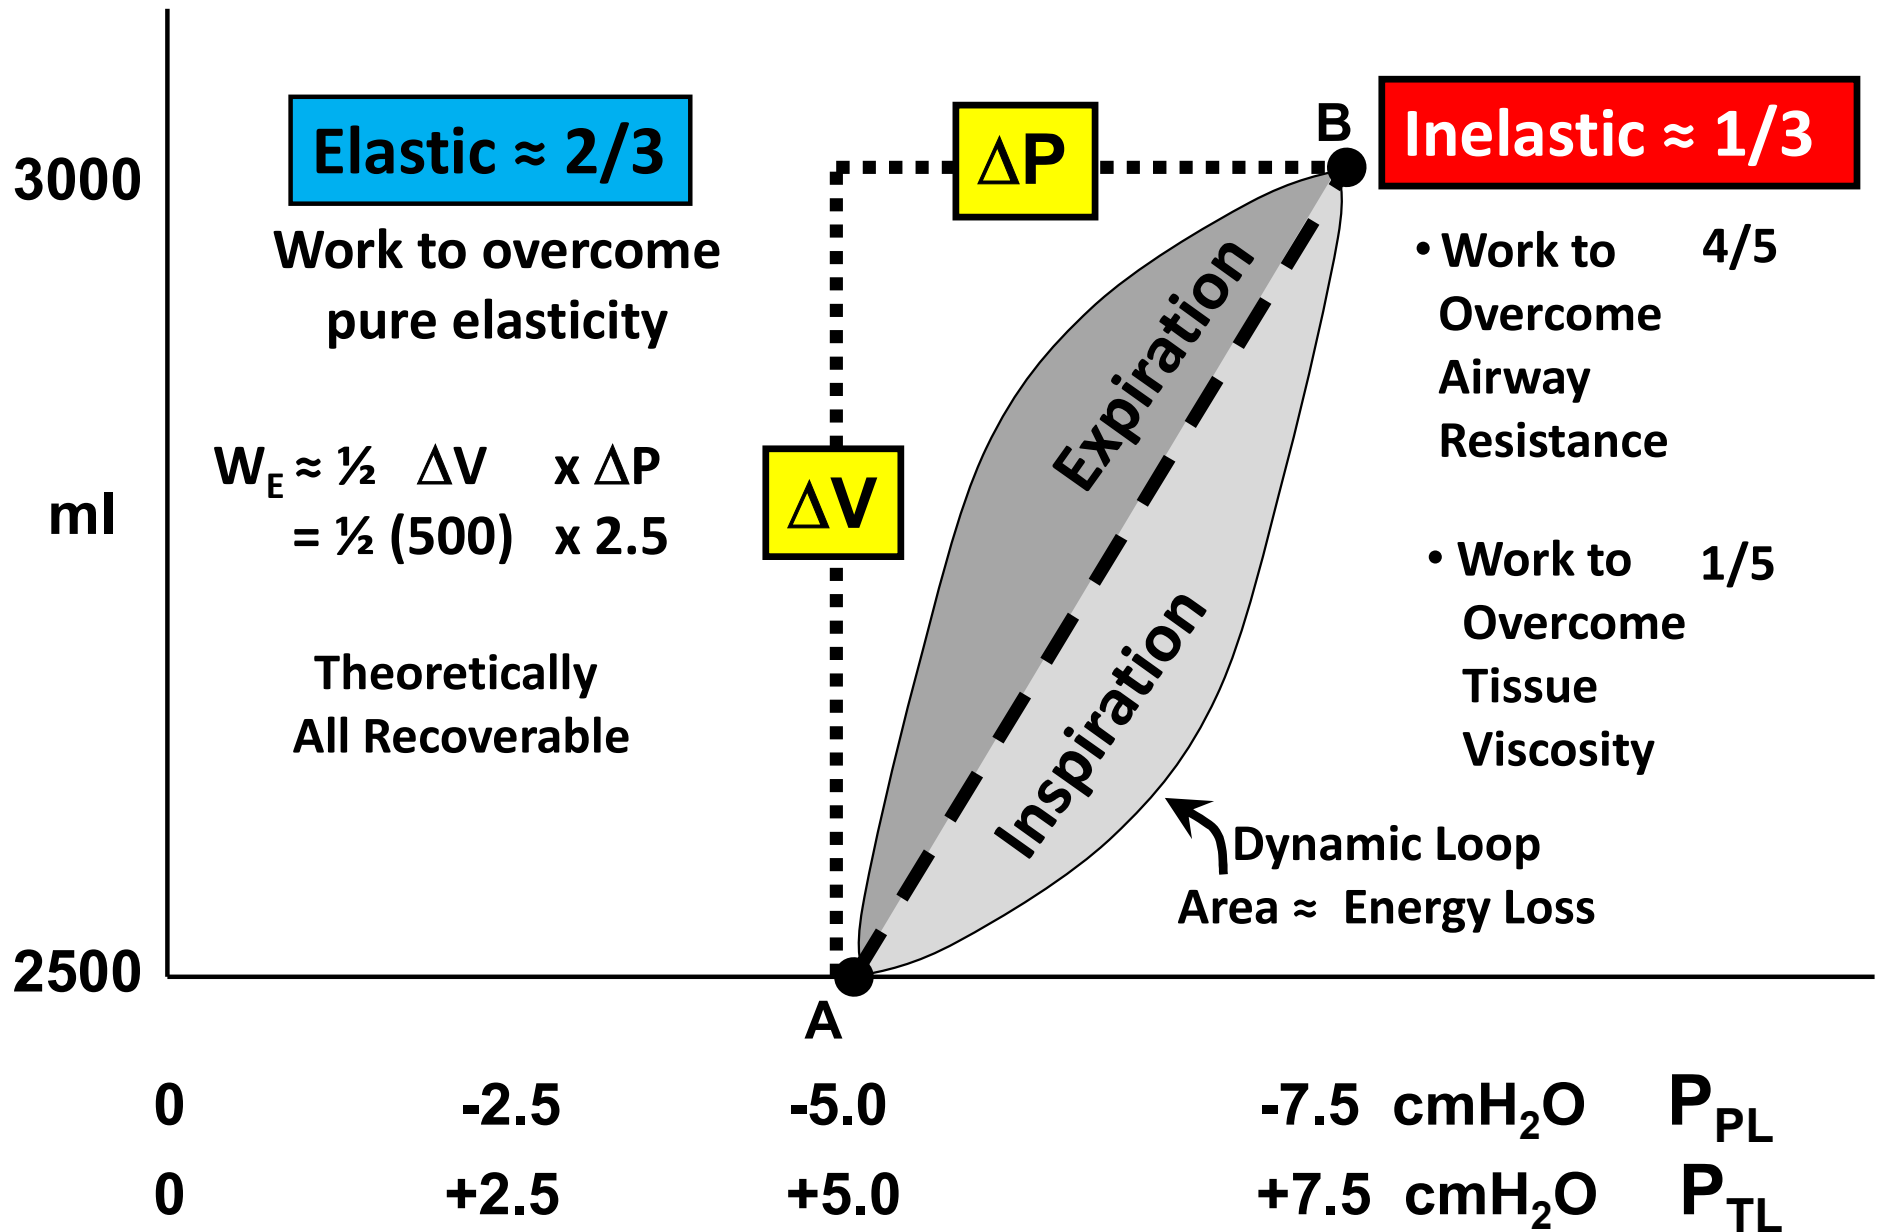 Elastic ≈ 2/3
Work to overcome
pure elasticity
W_E ≈ ½ ΔV x ΔP
= ½ (500) x 2.5
Theoretically
All Recoverable
3000
ml
2500
ΔP
ΔV
B
A
Expiration
Inspiration
Inelastic ≈ 1/3
• Work to 4/5
Overcome
Airway
Resistance
• Work to 1/5
Overcome
Tissue
Viscosity
Dynamic Loop
Area ≈ Energy Loss
0 -2.5 -5.0 -7.5 cmH₂O P_PL
0 +2.5 +5.0 +7.5 cmH₂O P_TL